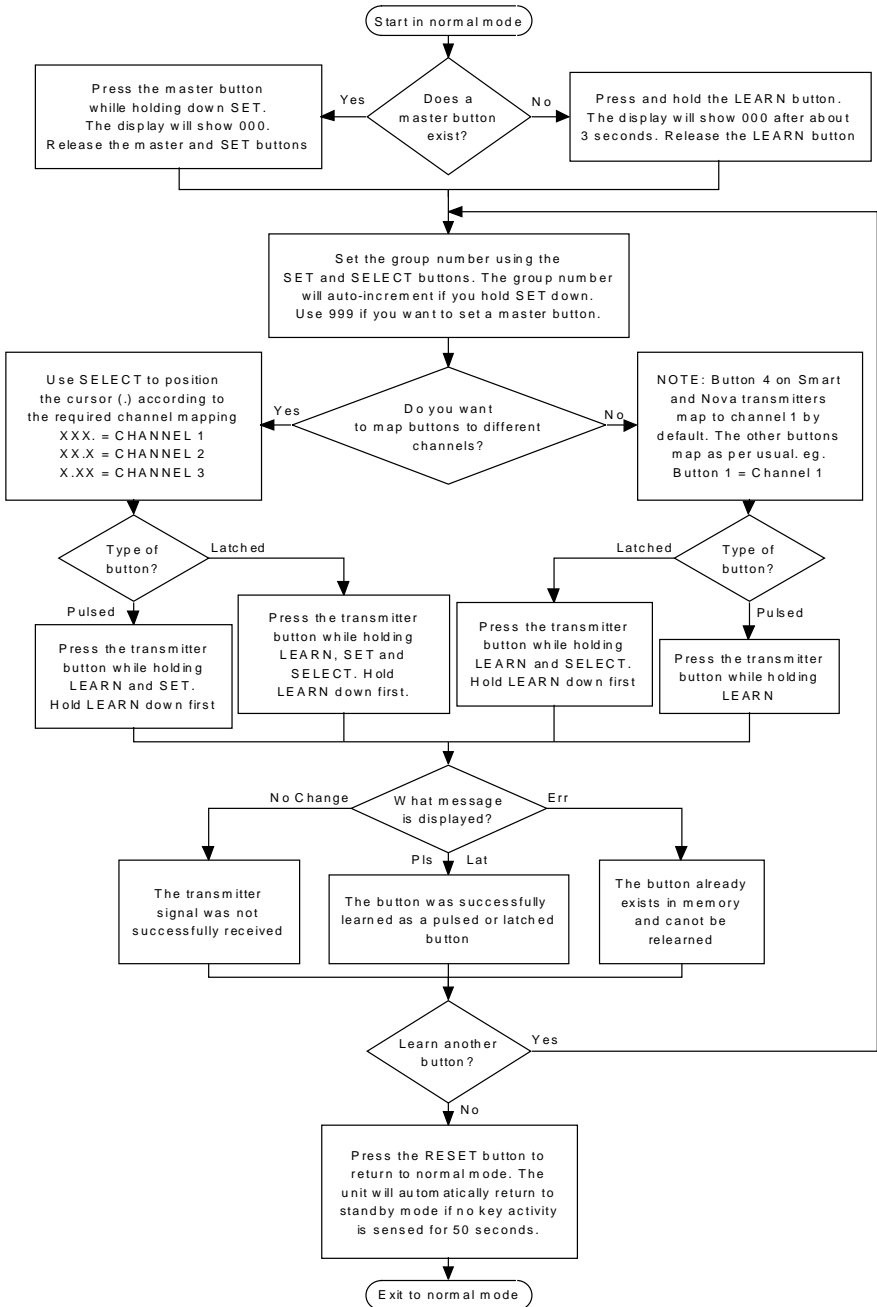 Start in normal mode
Does a
master button
exist?
Yes
No
Press the master button
whille holding down SET.
The display will show 000.
Release the master and SET buttons
Press and hold the LEARN button.
The display will show 000 after about
3 seconds. Release the LEARN button
Set the group number using the
SET and SELECT buttons. The group number
will auto-increment if you hold SET down.
Use 999 if you want to set a master button.
Use SELECT to position
the cursor (.) according to
the required channel mapping
XXX. = CHANNEL 1
XX.X = CHANNEL 2
X.XX = CHANNEL 3
Yes
Do you want
to map buttons to different
channels?
No
NOTE: Button 4 on Smart
and Nova transmitters
map to channel 1 by
default. The other buttons
map as per usual. eg.
Button 1 = Channel 1
Type of
button?
Latched
Pulsed
Latched
Type of
button?
Pulsed
Press the transmitter
button while holding
LEARN and SET.
Hold LEARN down first
Press the transmitter
button while holding
LEARN, SET and
SELECT. Hold
LEARN down first.
Press the transmitter
button while holding
LEARN and SELECT.
Hold LEARN down first
Press the transmitter
button while holding
LEARN
No Change
What message
is displayed?
Err
Pls
Lat
The transmitter
signal was not
successfully received
The button was successfully
learned as a pulsed or latched
button
The button already
exists in memory
and canot be
relearned
Learn another
button?
Yes
No
Press the RESET button to
return to normal mode. The
unit will automatically return to
standby mode if no key activity
is sensed for 50 seconds.
Exit to normal mode